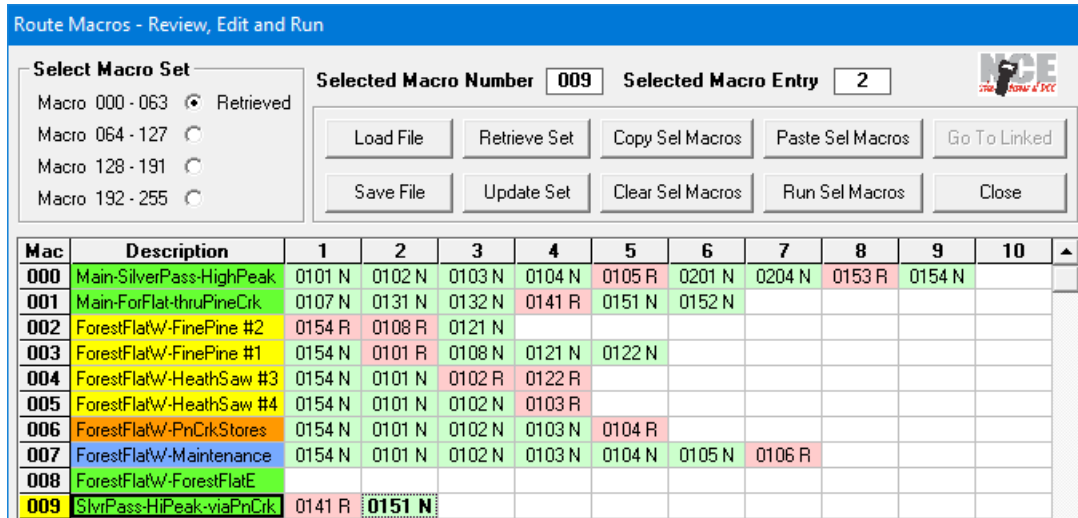 Route Macros - Review, Edit and Run
Select Macro Set
Macro 000 - 063 Retrieved
Macro 064 - 127
Macro 128 - 191
Macro 192 - 255
Selected Macro Number 009 Selected Macro Entry 2
NCE
Load File Retrieve Set Copy Sel Macros Paste Sel Macros Go To Linked
Save File Update Set Clear Sel Macros Run Sel Macros Close
Mac Description 1 2 3 4 5 6 7 8 9 10
000 Main-SilverPass-HighPeak 0101 N 0102 N 0103 N 0104 N 0105 R 0201 N 0204 N 0153 R 0154 N
001 Main-ForFlat-thruPineCrk 0107 N 0131 N 0132 N 0141 R 0151 N 0152 N
002 ForestFlatW-FinePine #2 0154 R 0108 R 0121 N
003 ForestFlatW-FinePine #1 0154 N 0101 R 0108 N 0121 N 0122 N
004 ForestFlatW-HeathSaw #3 0154 N 0101 N 0102 R 0122 R
005 ForestFlatW-HeathSaw #4 0154 N 0101 N 0102 N 0103 R
006 ForestFlatW-PnCrkStores 0154 N 0101 N 0102 N 0103 N 0104 R
007 ForestFlatW-Maintenance 0154 N 0101 N 0102 N 0103 N 0104 N 0105 N 0106 R
008 ForestFlatW-ForestFlatE
009 SlvrPass-HiPeak-viaPnCrk 0141 R 0151 N